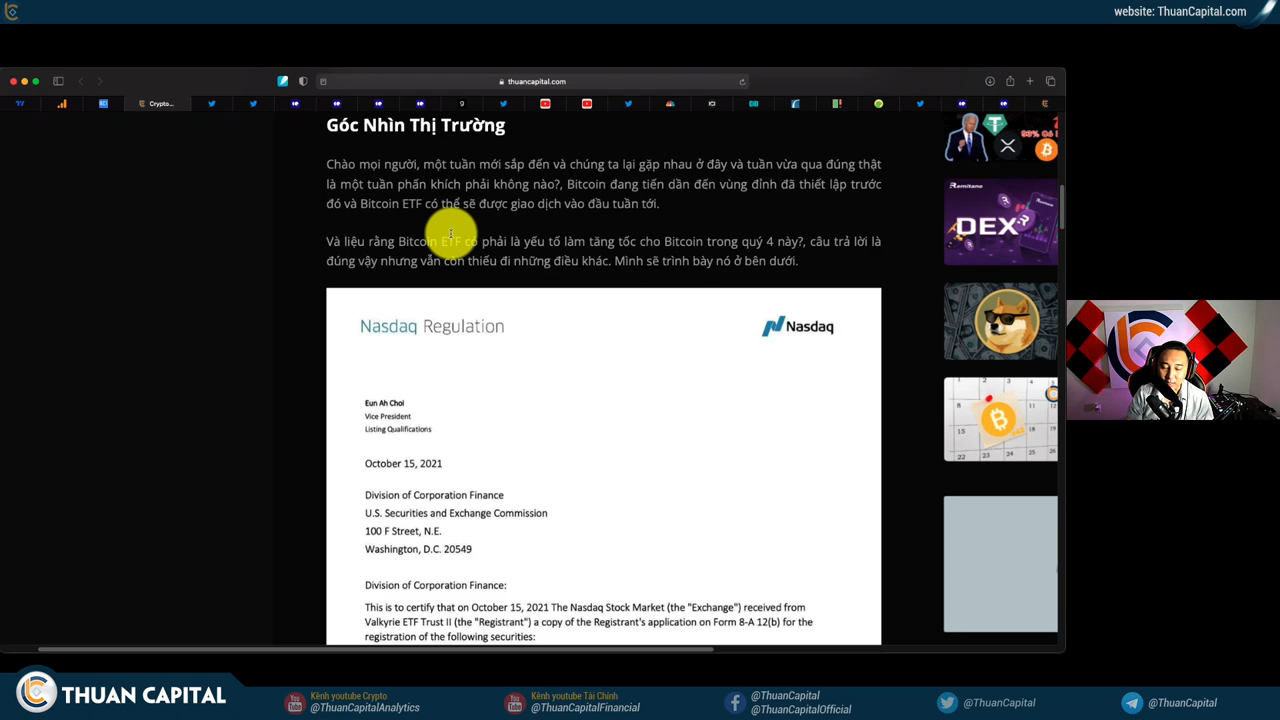 website: ThuanCapital.com
thuancapital.com
Crypto...
Góc Nhìn Thị Trường
Chào mọi người, một tuần mới sắp đến và chúng ta lại gặp nhau ở đây và tuần vừa qua đúng thật
là một tuần phấn khích phải không nào?, Bitcoin đang tiến dần đến vùng đỉnh đã thiết lập trước
đó và Bitcoin ETF có thể sẽ được giao dịch vào đầu tuần tới.
Và liệu rằng Bitcoin ETF có phải là yếu tố làm tăng tốc cho Bitcoin trong quý 4 này?, câu trả lời là
đúng vậy nhưng vẫn còn thiếu đi những điều khác. Mình sẽ trình bày nó ở bên dưới.
Remitano
DEX
Nasdaq Regulation
Nasdaq
Eun Ah Choi
Vice President
Listing Qualifications
October 15, 2021
Division of Corporation Finance
U.S. Securities and Exchange Commission
100 F Street, N.E.
Washington, D.C. 20549
Division of Corporation Finance:
This is to certify that on October 15, 2021 The Nasdaq Stock Market (the "Exchange") received from
Valkyrie ETF Trust II (the "Registrant") a copy of the Registrant's application on Form 8-A 12(b) for the
registration of the following securities:
THUAN CAPITAL
Kênh youtube Crypto
@ThuanCapitalAnalytics
Kênh youtube Tài Chính
@ThuanCapitalFinancial
@ThuanCapital
@ThuanCapitalOfficial
@ThuanCapital
@ThuanCapital